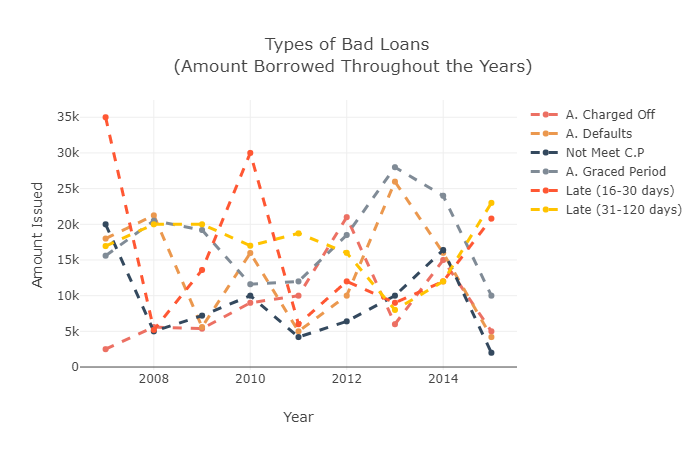 Types of Bad Loans
(Amount Borrowed Throughout the Years)
35k
30k
25k
20k
15k
10k
5k
0
Amount Issued
2008
2010
2012
2014
Year
A. Charged Off
A. Defaults
Not Meet C.P
A. Graced Period
Late (16-30 days)
Late (31-120 days)